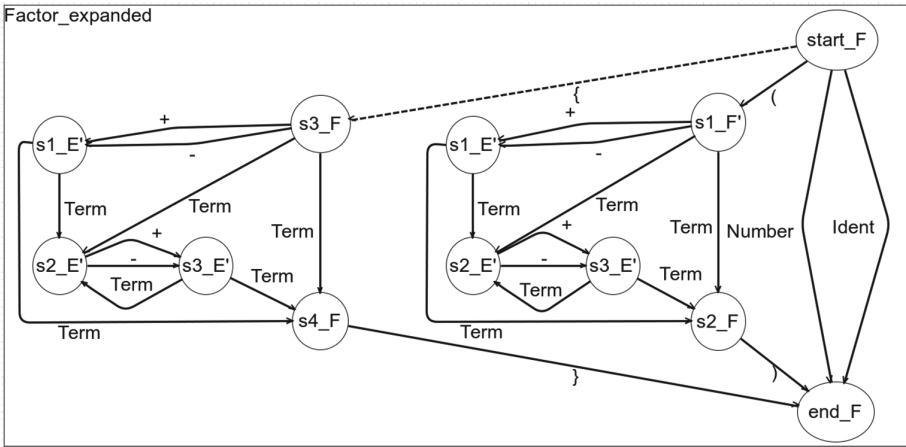 Factor_expanded
start_F
{
(
+
s3_F
+
s1_F'
s1_E'
-
s1_E'
-
Term
Term
Term
Term
Term
Term
Number
Ident
+
+
s2_E'
-
s3_E'
s2_E'
-
s3_E'
Term
Term
Term
Term
s4_F
s2_F
Term
Term
}
)
end_F